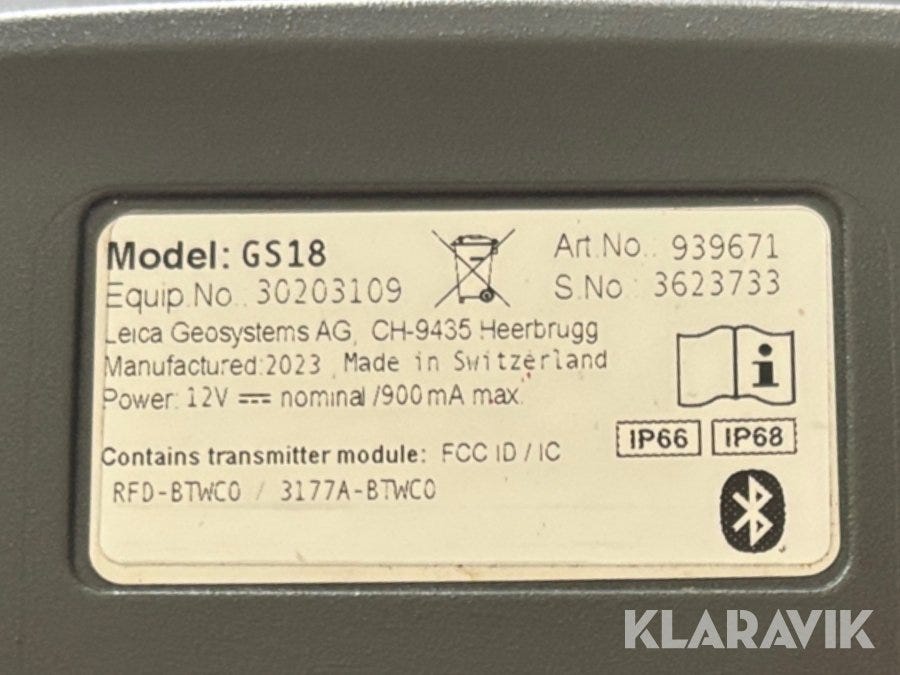 Model: GS18
Equip.No.: 30203109
Art.No.: 939671
S.No.: 3623733
Leica Geosystems AG, CH-9435 Heerbrugg
Manufactured:2023 Made in Switzerland
Power: 12V ⎓ nominal /900 mA max.
IP66 IP68
Contains transmitter module: FCC ID / IC
RFD-BTWC0 / 3177A-BTWC0
KLARAVIK